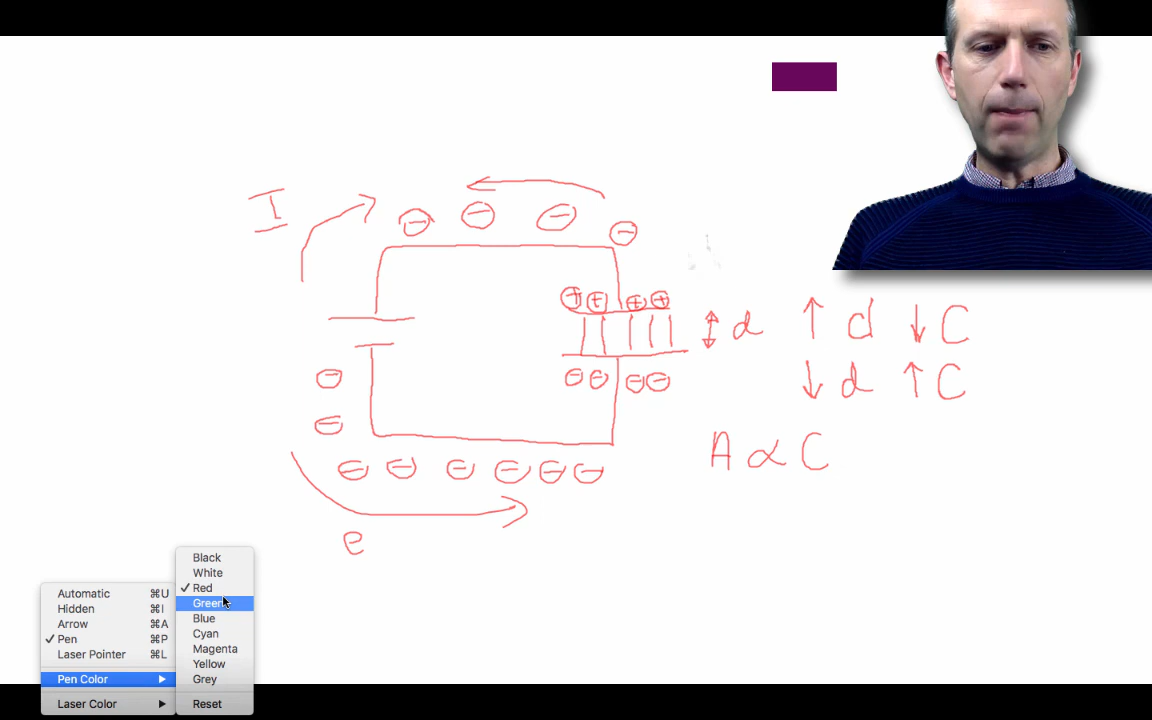 I
⊖ ⊖ ⊖ ⊖
⊕ ⊕ ⊕ ⊕
d ↑ d ↓ C
⊖ ⊖ ⊖ ⊖
↓ d ↑ C
⊖
⊖
A ∝ C
⊖ ⊖ ⊖ ⊖ ⊖ ⊖
e
Automatic ⌘U
Hidden ⌘I
Arrow ⌘A
✓ Pen ⌘P
Laser Pointer ⌘L
Pen Color
Laser Color
Black
White
✓ Red
Green
Blue
Cyan
Magenta
Yellow
Grey
Reset